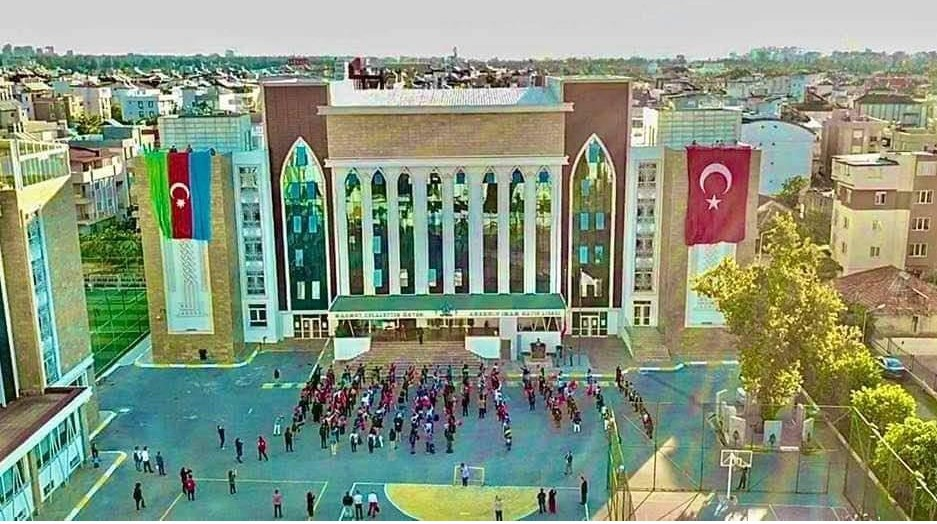 MAHMUT CELALETTİN ÖKTEN ANADOLU İMAM HATİP LİSESİ